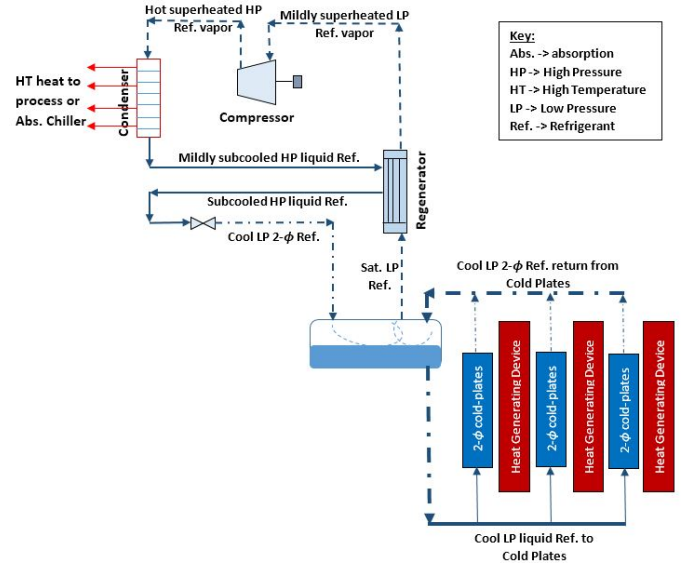 Hot superheated HP
Ref. vapor
Mildly superheated LP
Ref. vapor
Key:
Abs. -> absorption
HP -> High Pressure
HT -> High Temperature
LP -> Low Pressure
Ref. -> Refrigerant
HT heat to
process or
Abs. Chiller
Condenser
Compressor
Mildly subcooled HP liquid Ref.
Regenerator
Subcooled HP liquid Ref.
Cool LP 2-ϕ Ref.
Sat. LP
Ref.
Cool LP 2-ϕ Ref. return from
Cold Plates
2-ϕ cold-plates
Heat Generating Device
2-ϕ cold-plates
Heat Generating Device
2-ϕ cold-plates
Heat Generating Device
Cool LP liquid Ref. to
Cold Plates